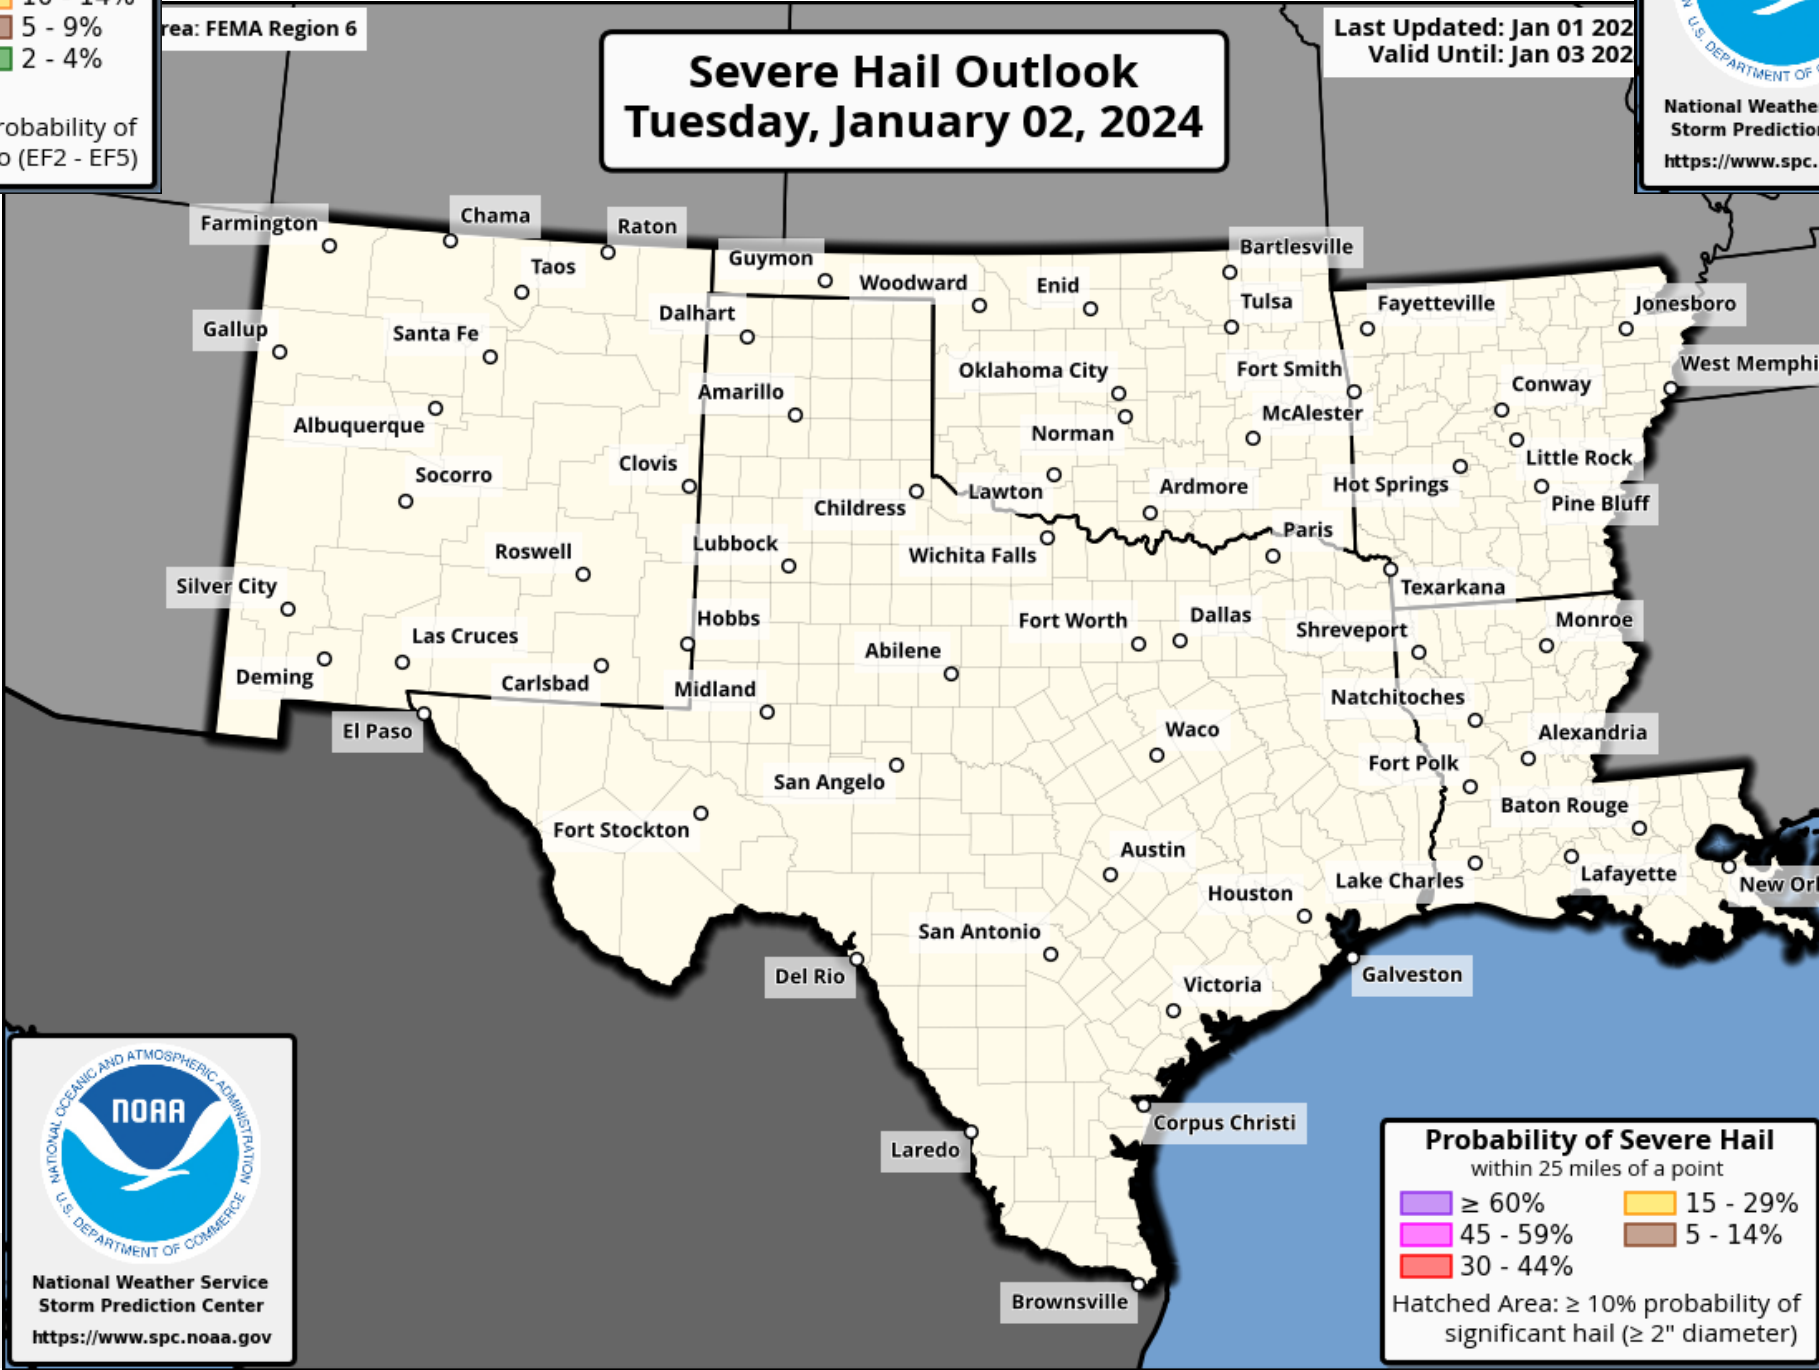 5 - 9%
2 - 4%
robability of
o (EF2 - EF5)
rea: FEMA Region 6
Severe Hail Outlook
Tuesday, January 02, 2024
Last Updated: Jan 01 202
Valid Until: Jan 03 202
U.S. DEPARTMENT OF
National Weathe
Storm Predictio
https://www.spc.
Farmington
Chama
Raton
Taos
Guymon
Woodward
Enid
Bartlesville
Tulsa
Fayetteville
Jonesboro
Gallup
Santa Fe
Dalhart
Oklahoma City
Fort Smith
West Memphi
Conway
Amarillo
McAlester
Albuquerque
Norman
Little Rock
Socorro
Clovis
Childress
Lawton
Ardmore
Hot Springs
Pine Bluff
Roswell
Lubbock
Wichita Falls
Paris
Silver City
Texarkana
Hobbs
Fort Worth
Dallas
Shreveport
Monroe
Las Cruces
Abilene
Deming
Carlsbad
Midland
Natchitoches
El Paso
Waco
Alexandria
San Angelo
Fort Polk
Fort Stockton
Baton Rouge
Austin
Houston
Lake Charles
Lafayette
New Orl
San Antonio
Del Rio
Victoria
Galveston
Corpus Christi
Laredo
Brownsville
NATIONAL OCEANIC AND ATMOSPHERIC ADMINISTRATION
NOAA
U.S. DEPARTMENT OF COMMERCE
National Weather Service
Storm Prediction Center
https://www.spc.noaa.gov
Probability of Severe Hail
within 25 miles of a point
≥ 60%
15 - 29%
45 - 59%
5 - 14%
30 - 44%
Hatched Area: ≥ 10% probability of
significant hail (≥ 2" diameter)